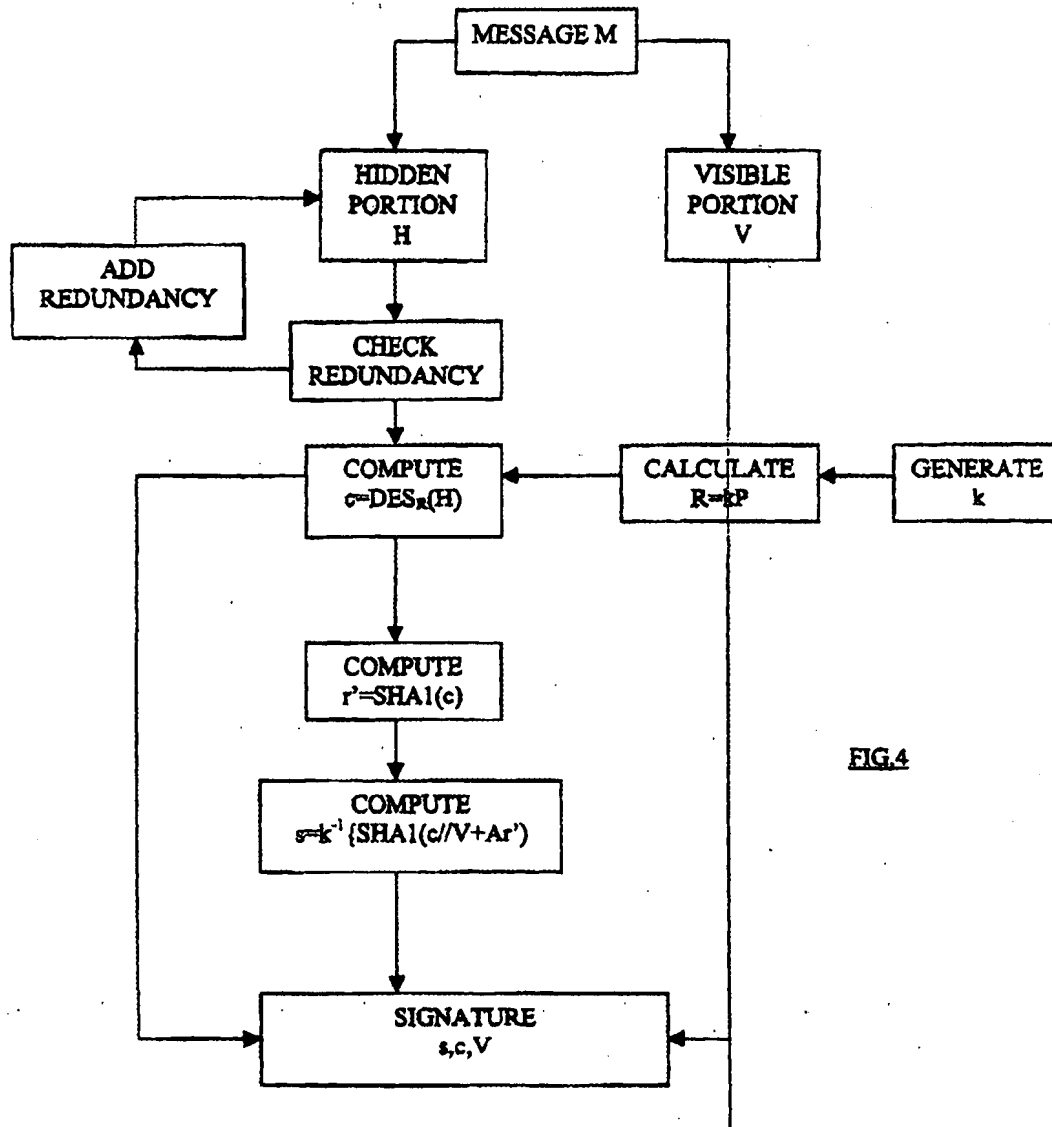 MESSAGE M
HIDDEN
PORTION
H
VISIBLE
PORTION
V
ADD
REDUNDANCY
CHECK
REDUNDANCY
COMPUTE
c=DES_R(H)
CALCULATE
R=kP
GENERATE
k
COMPUTE
r'=SHA1(c)
FIG.4
COMPUTE
s=k⁻¹{SHA1(c//V+Ar')
SIGNATURE
s,c,V